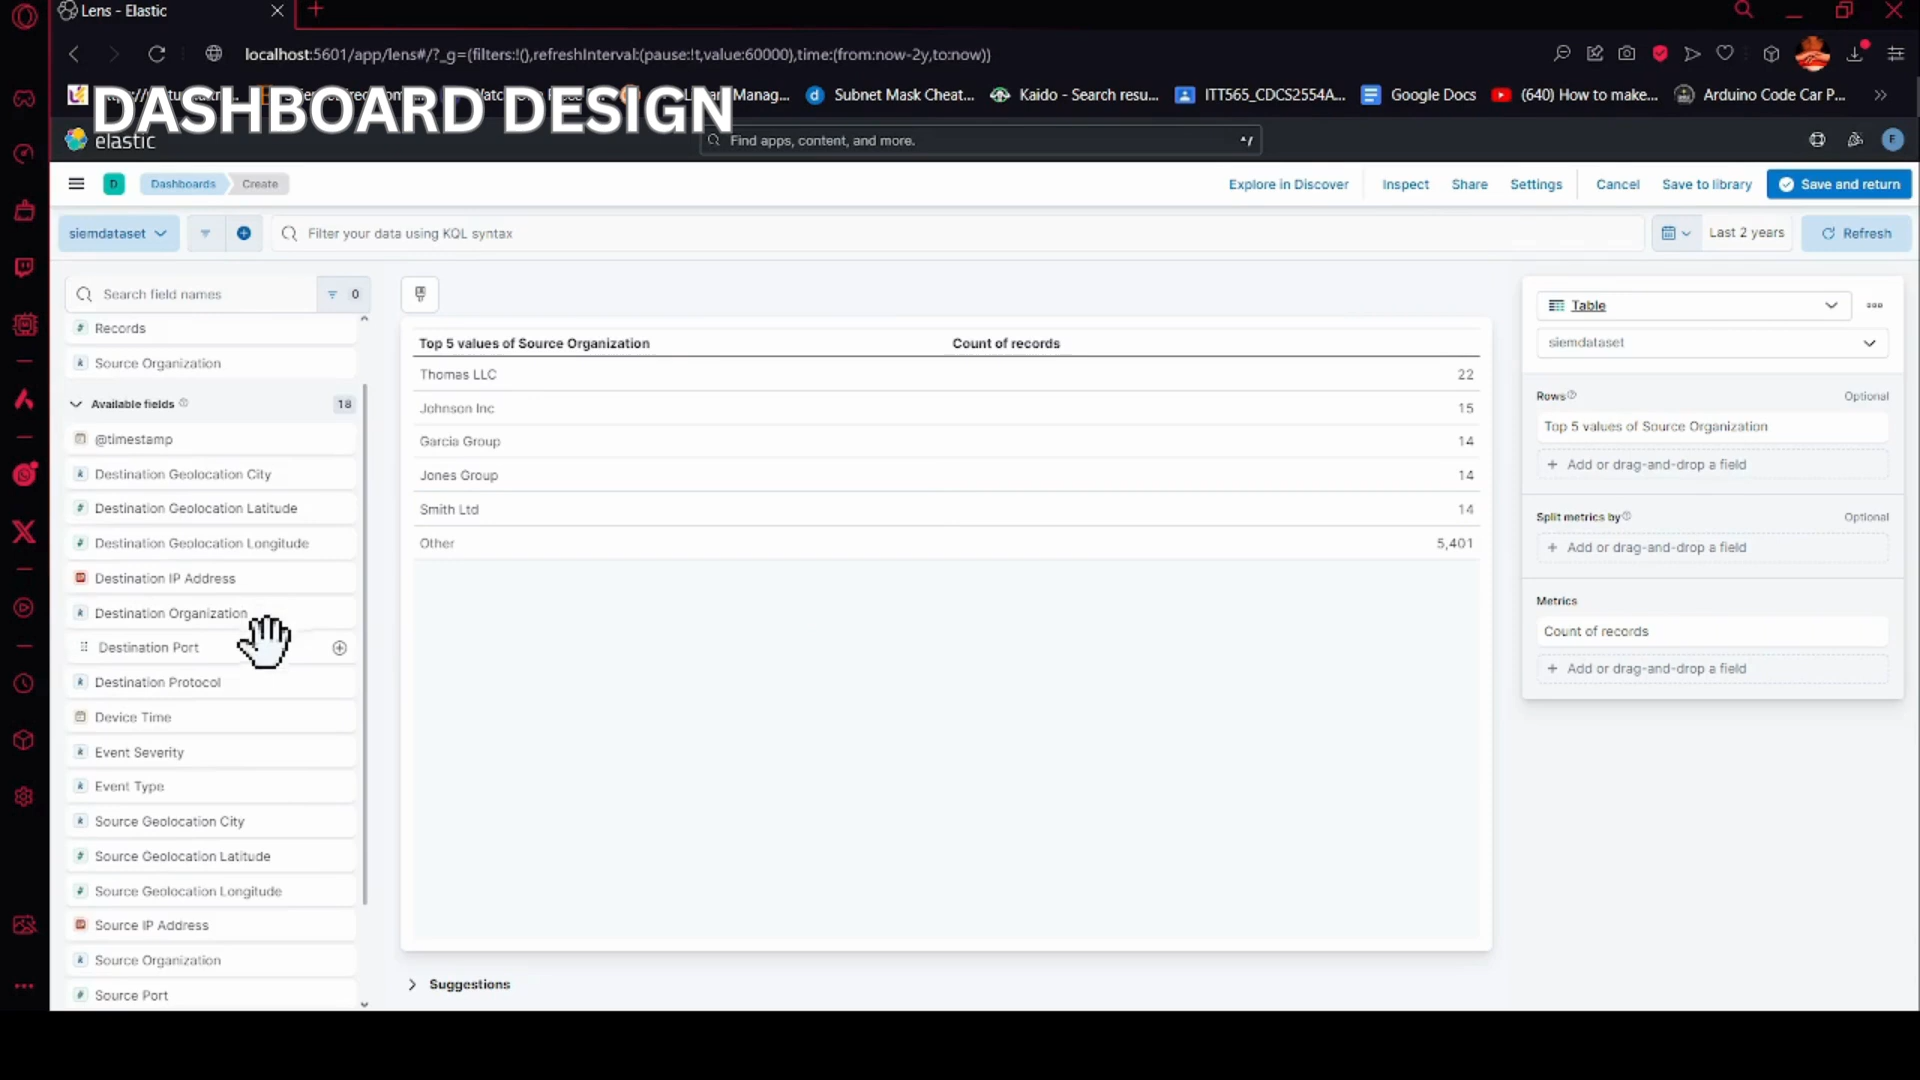 Lens - Elastic
localhost:5601/app/lens#/?_g=(filters:!(),refreshInterval:(pause:!t,value:60000),time:(from:now-2y,to:now))
Manag... Subnet Mask Cheat... Kaido - Search resu... ITT565_CDCS2554A... Google Docs (640) How to make... Arduino Code Car P...
DASHBOARD DESIGN
elastic
Find apps, content, and more.
^/
E
D
Dashboards
Create
Explore in Discover
Inspect
Share
Settings
Cancel
Save to library
Save and return
siemdataset
Filter your data using KQL syntax
Last 2 years
Refresh
Search field names
0
Records
Source Organization
Available fields
18
@timestamp
Destination Geolocation City
Destination Geolocation Latitude
Destination Geolocation Longitude
Destination IP Address
Destination Organization
Destination Port
Destination Protocol
Device Time
Event Severity
Event Type
Source Geolocation City
Source Geolocation Latitude
Source Geolocation Longitude
Source IP Address
Source Organization
Source Port
Top 5 values of Source Organization Count of records
Thomas LLC 22
Johnson Inc 15
Garcia Group 14
Jones Group 14
Smith Ltd 14
Other 5,401
Suggestions
Table
siemdataset
Rows Optional
Top 5 values of Source Organization
Add or drag-and-drop a field
Split metrics by Optional
Add or drag-and-drop a field
Metrics
Count of records
Add or drag-and-drop a field